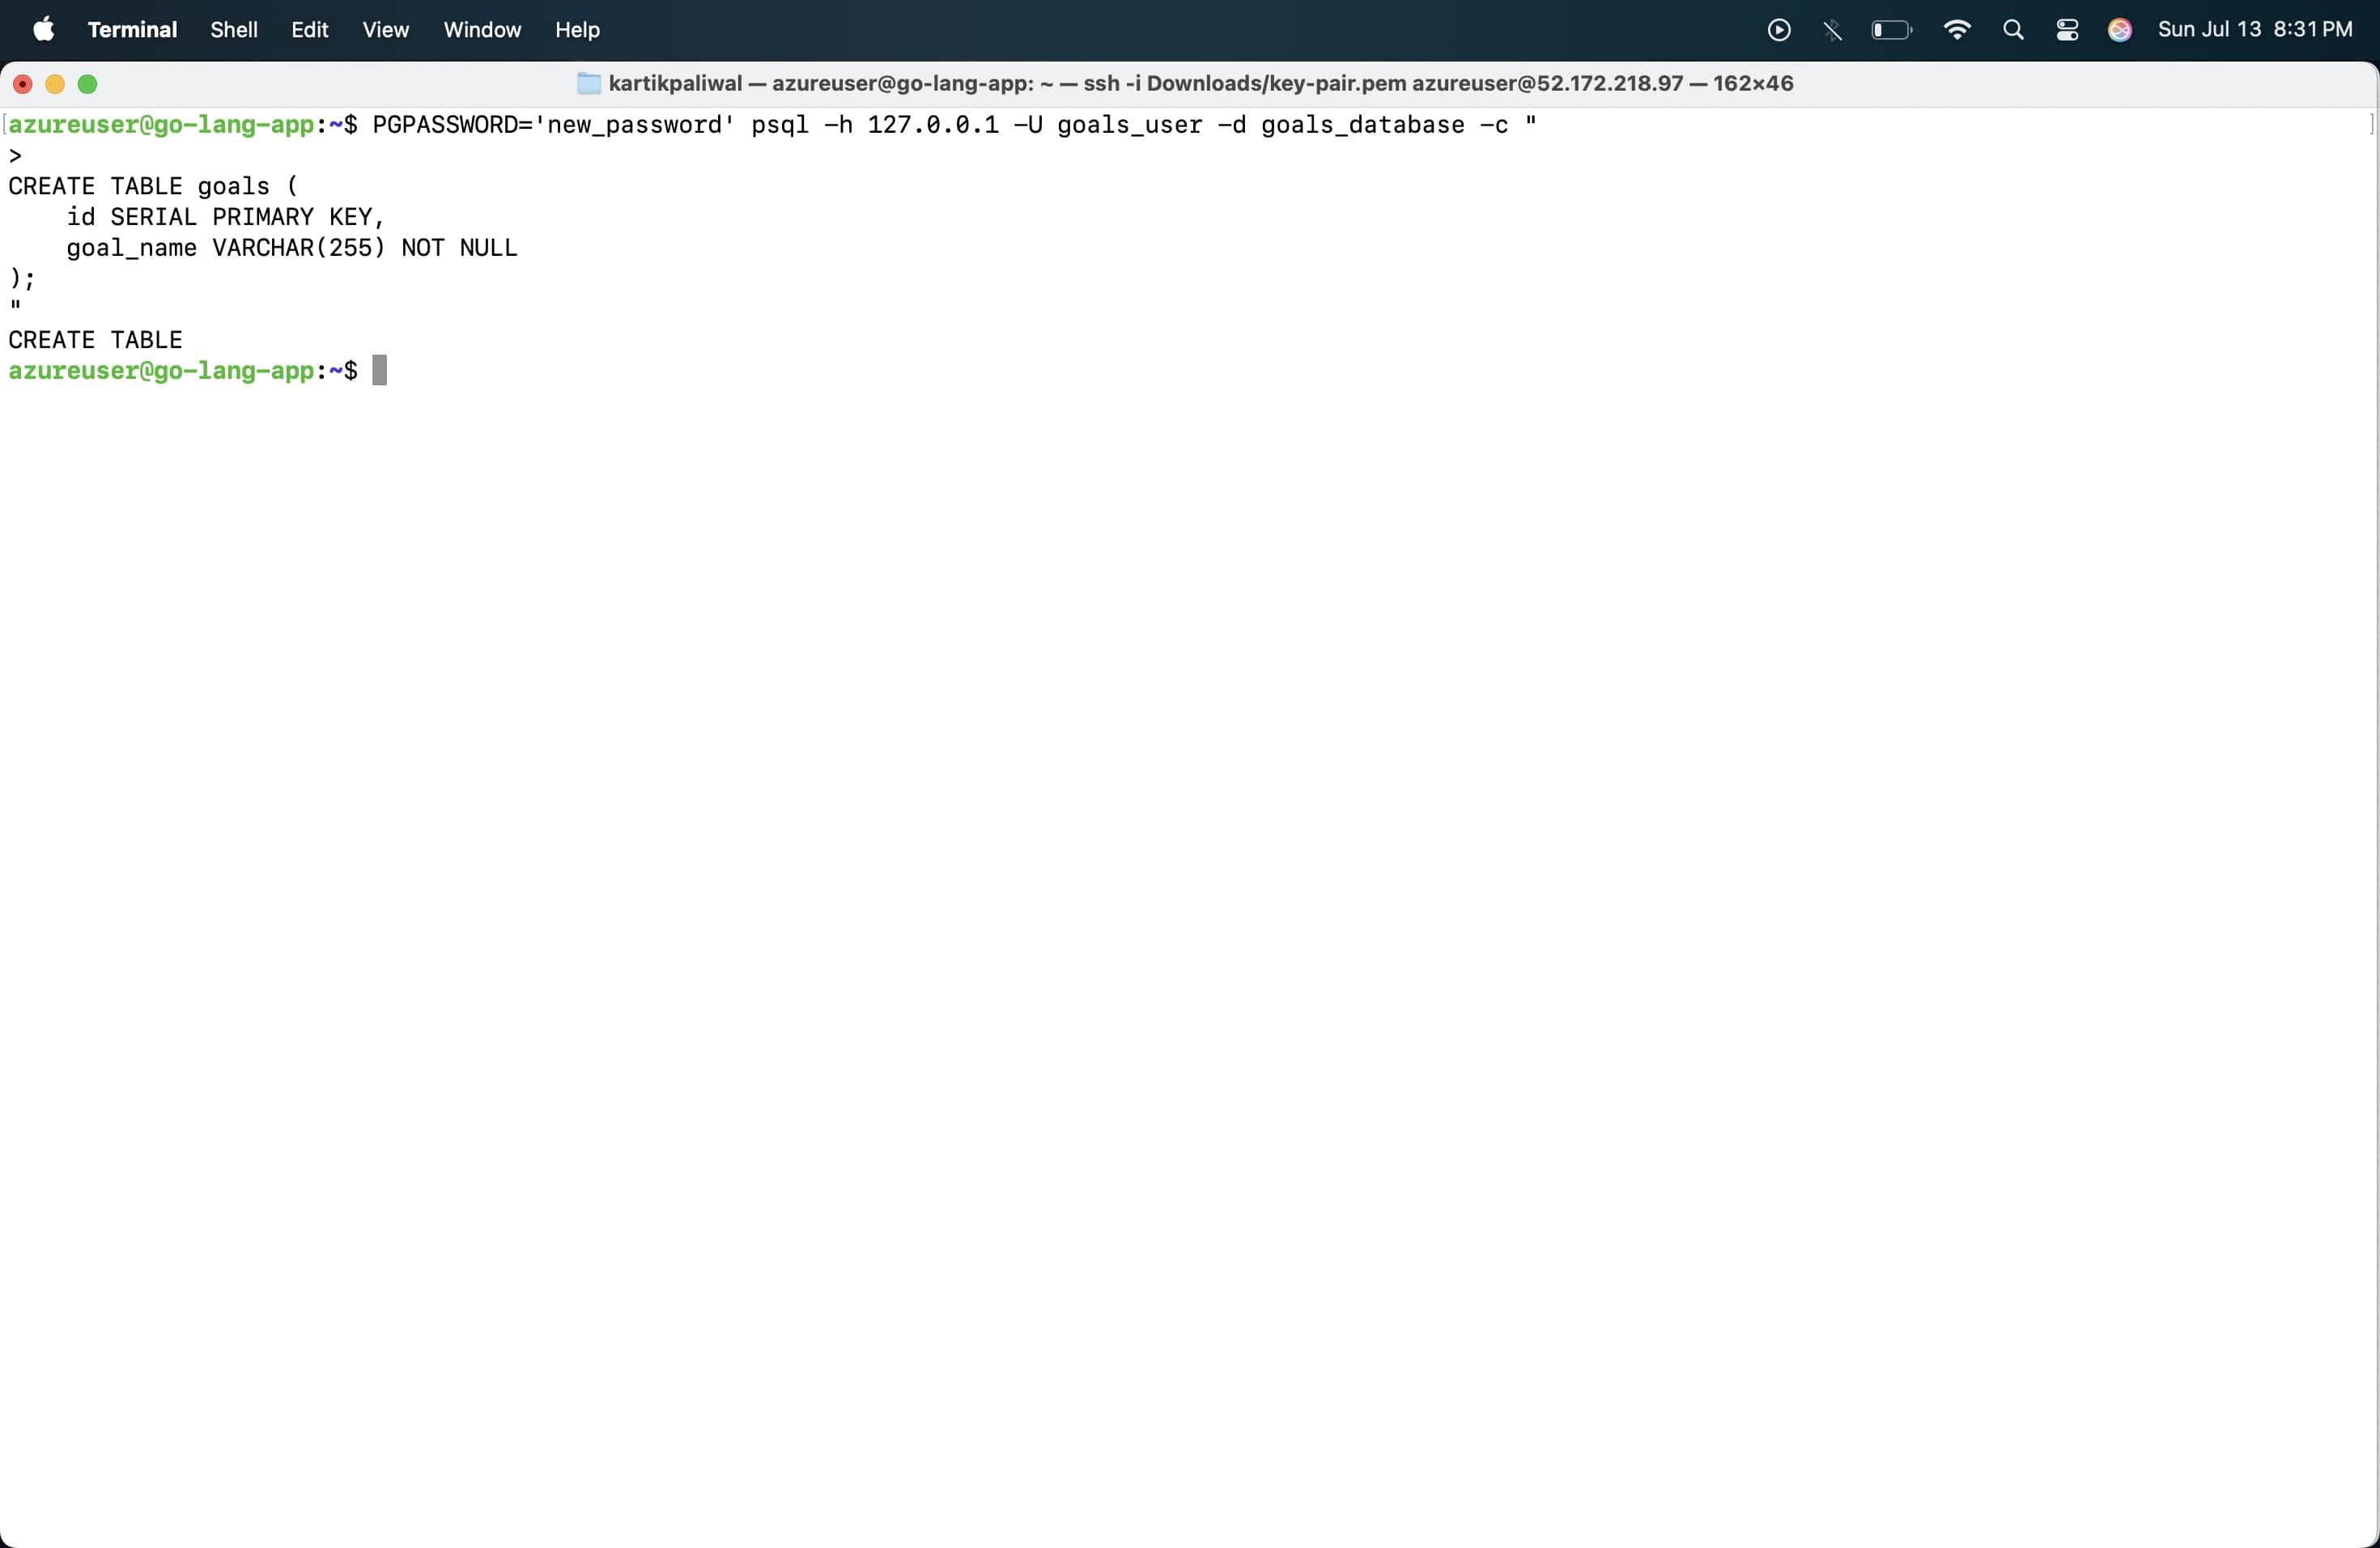 Terminal Shell Edit View Window Help Sun Jul 13 8:31 PM
kartikpaliwal — azureuser@go-lang-app: ~ — ssh -i Downloads/key-pair.pem azureuser@52.172.218.97 — 162×46
[azureuser@go-lang-app:~$ PGPASSWORD='new_password' psql -h 127.0.0.1 -U goals_user -d goals_database -c " ]
>
CREATE TABLE goals (
    id SERIAL PRIMARY KEY,
    goal_name VARCHAR(255) NOT NULL
);
"
CREATE TABLE
azureuser@go-lang-app:~$